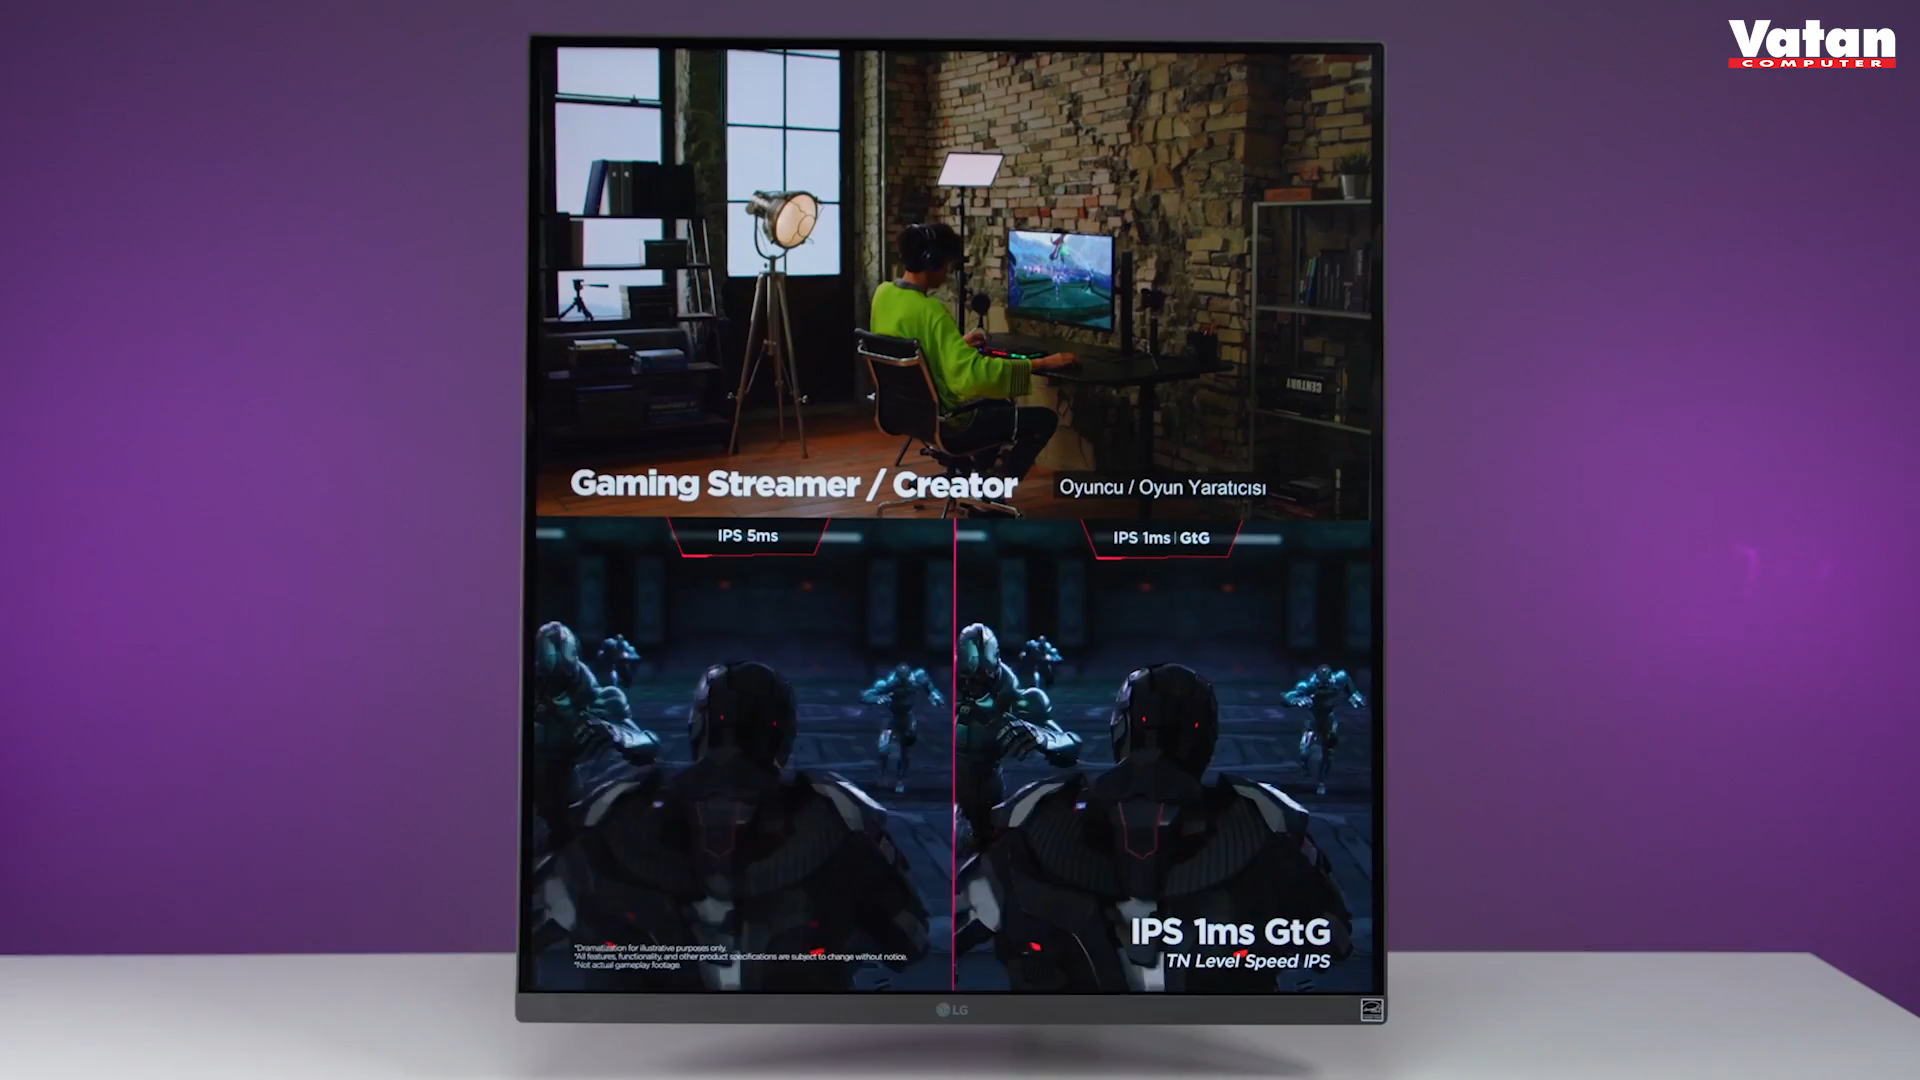 Vatan
COMPUTER
CENTURY
Gaming Streamer / Creator
Oyuncu / Oyun Yaratıcısı
IPS 5ms
IPS 1ms | GtG
IPS 1ms GtG
TN Level Speed IPS
*Dramatization for illustrative purposes only.
*All features, functionality, and other product specifications are subject to change without notice.
*Not actual gameplay footage.
LG